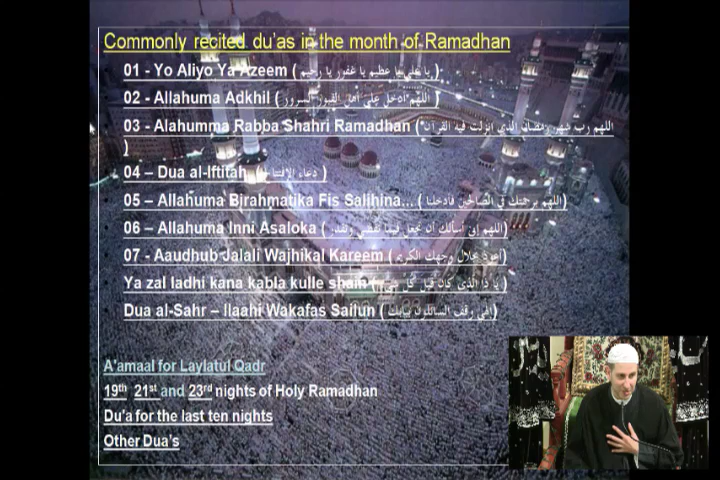 Commonly recited du'as in the month of Ramadhan
01 - Yo Aliyo Ya Azeem ( يا علي يا عظيم يا غفور يا رحيم )
02 - Allahuma Adkhil ( اللهم ادخل على أهل القبور السرور )
03 - Alahumma Rabba Shahri Ramadhan ( اللهم رب شهر رمضان الذي انزلت فيه القرآن
)
04 – Dua al-Iftitah ( دعاء الإفتتا )
05 – Allahuma Birahmatika Fis Salihina... ( اللهم برحمتك في الصالحين فادخلنا )
06 – Allahuma Inni Asaloka ( اللهم إني أسألك أن تجعل فيما تقضي وتقدر )
07 - Aaudhub Jalali Wajhikal Kareem ( أعوذ بجلال وجهك الكريم )
Ya zal ladhi kana kabla kulle shain ( يا ذا الذي كان قبل كل شيء )
Dua al-Sahr – Ilaahi Wakafas Sailun ( إلهي وقف السائلون ببابك )
A'amaal for Laylatul Qadr
19th 21st and 23rd nights of Holy Ramadhan
Du'a for the last ten nights
Other Dua's